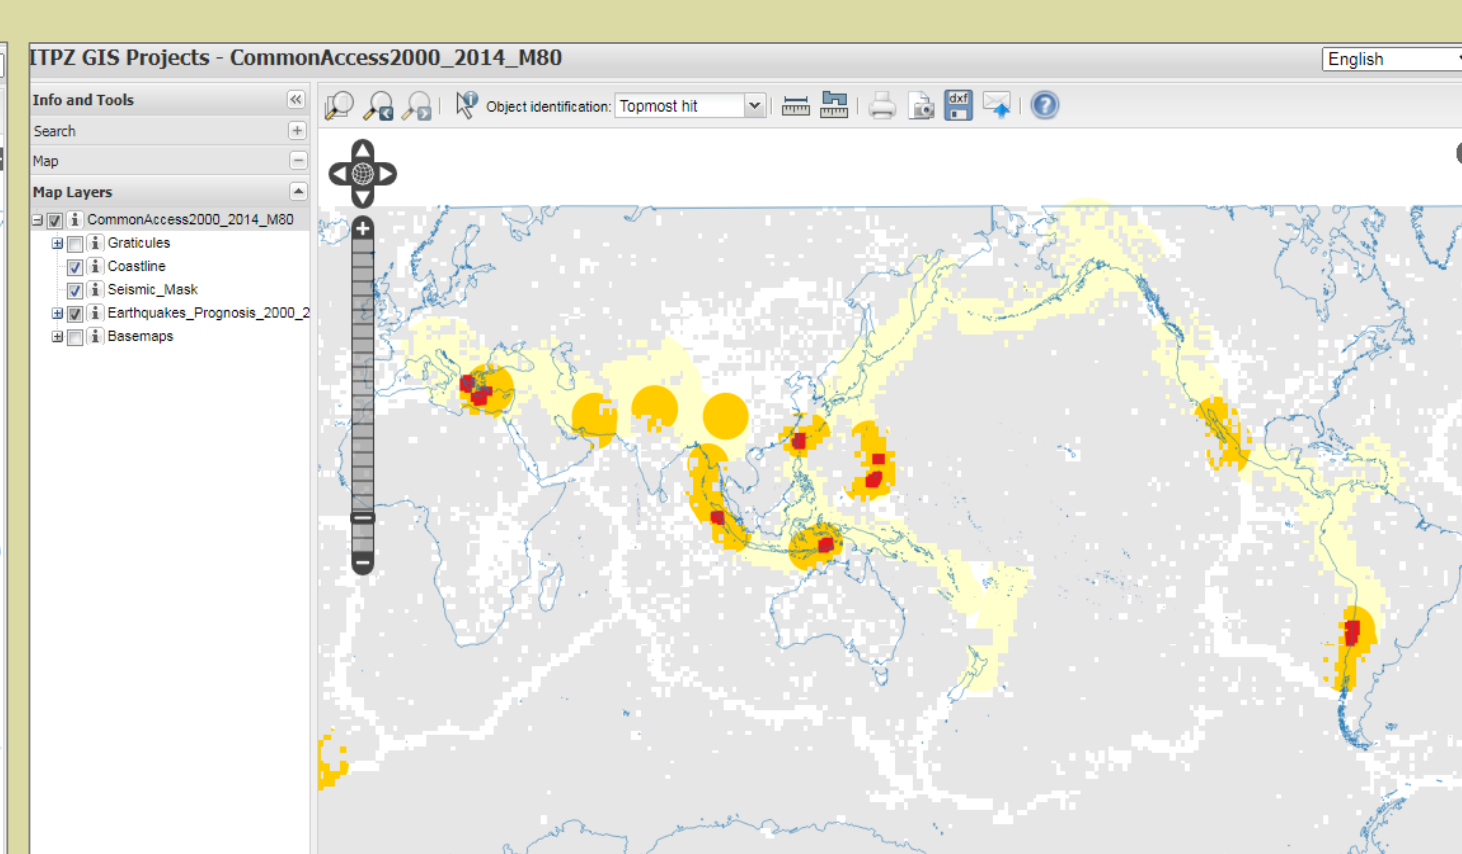 ITPZ GIS Projects - CommonAccess2000_2014_M80
English
Info and Tools
Object identification: Topmost hit
dxf
Search
Map
Map Layers
CommonAccess2000_2014_M80
Graticules
Coastline
Seismic_Mask
Earthquakes_Prognosis_2000_2
Basemaps